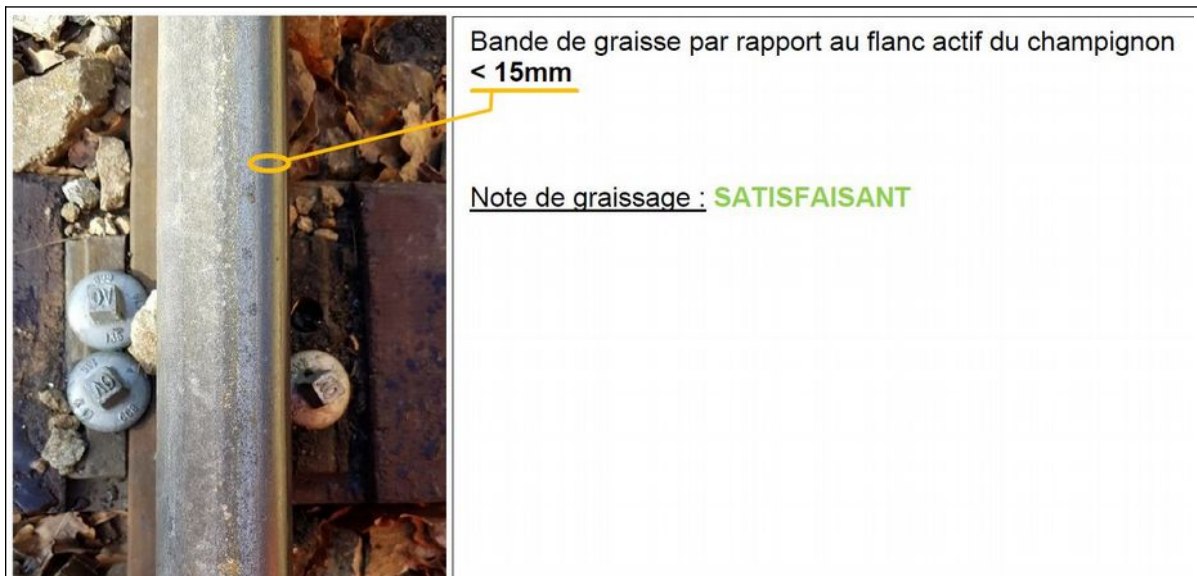 Bande de graisse par rapport au flanc actif du champignon
< 15mm
Note de graissage : SATISFAISANT